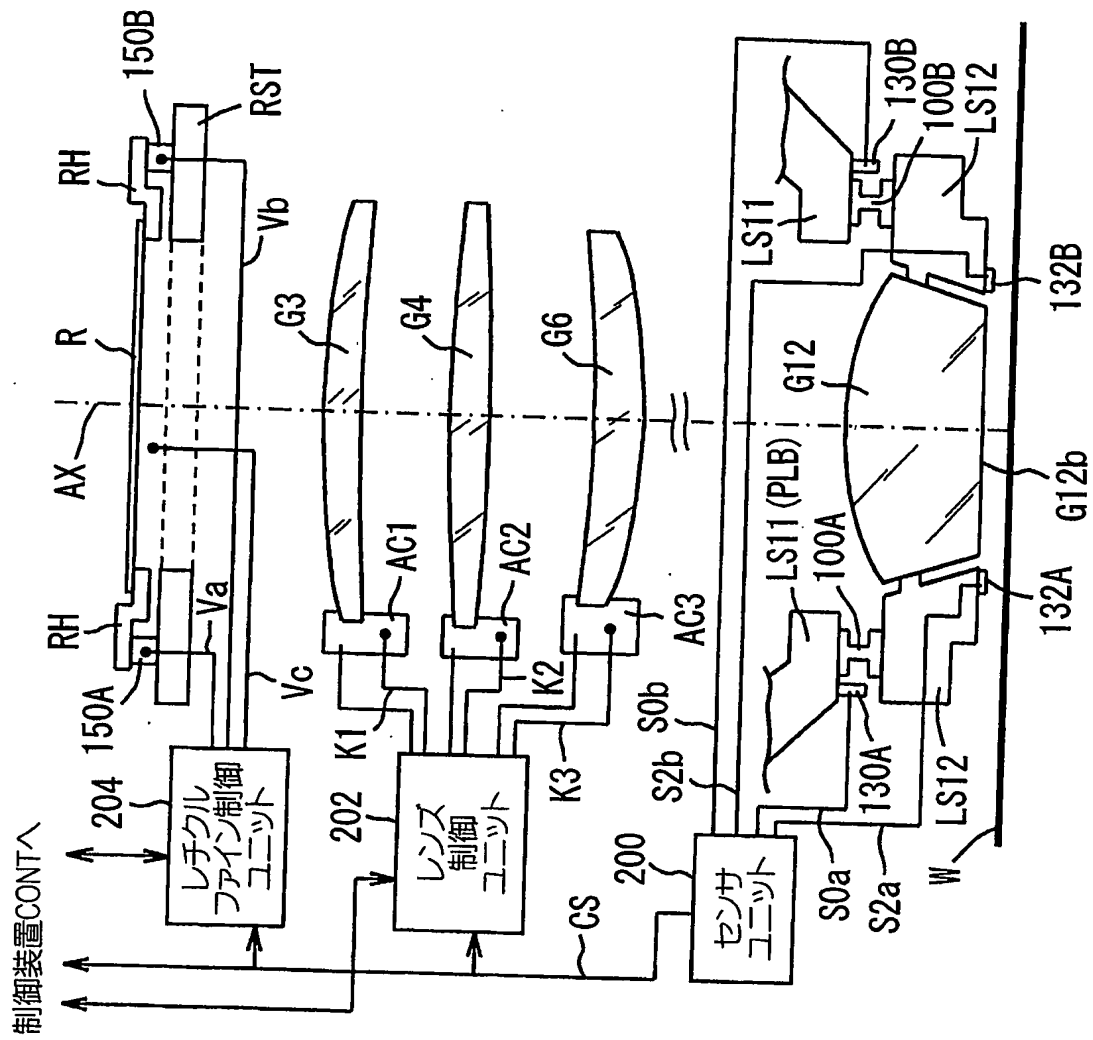 制御装置CONTへ
204
レチクル
ファイン制御
ユニット
150A
RH
Va
Vc
AX
R
RH
150B
RST
Vb
202
レンズ
制御
ユニット
K1
K2
K3
AC1
AC2
AC3
G3
G4
G6
CS
200
センサ
ユニット
S0b
S2b
S0a
S2a
LS11(PLB)
100A
130A
LS12
132A
G12
G12b
LS11
130B
100B
LS12
132B
W